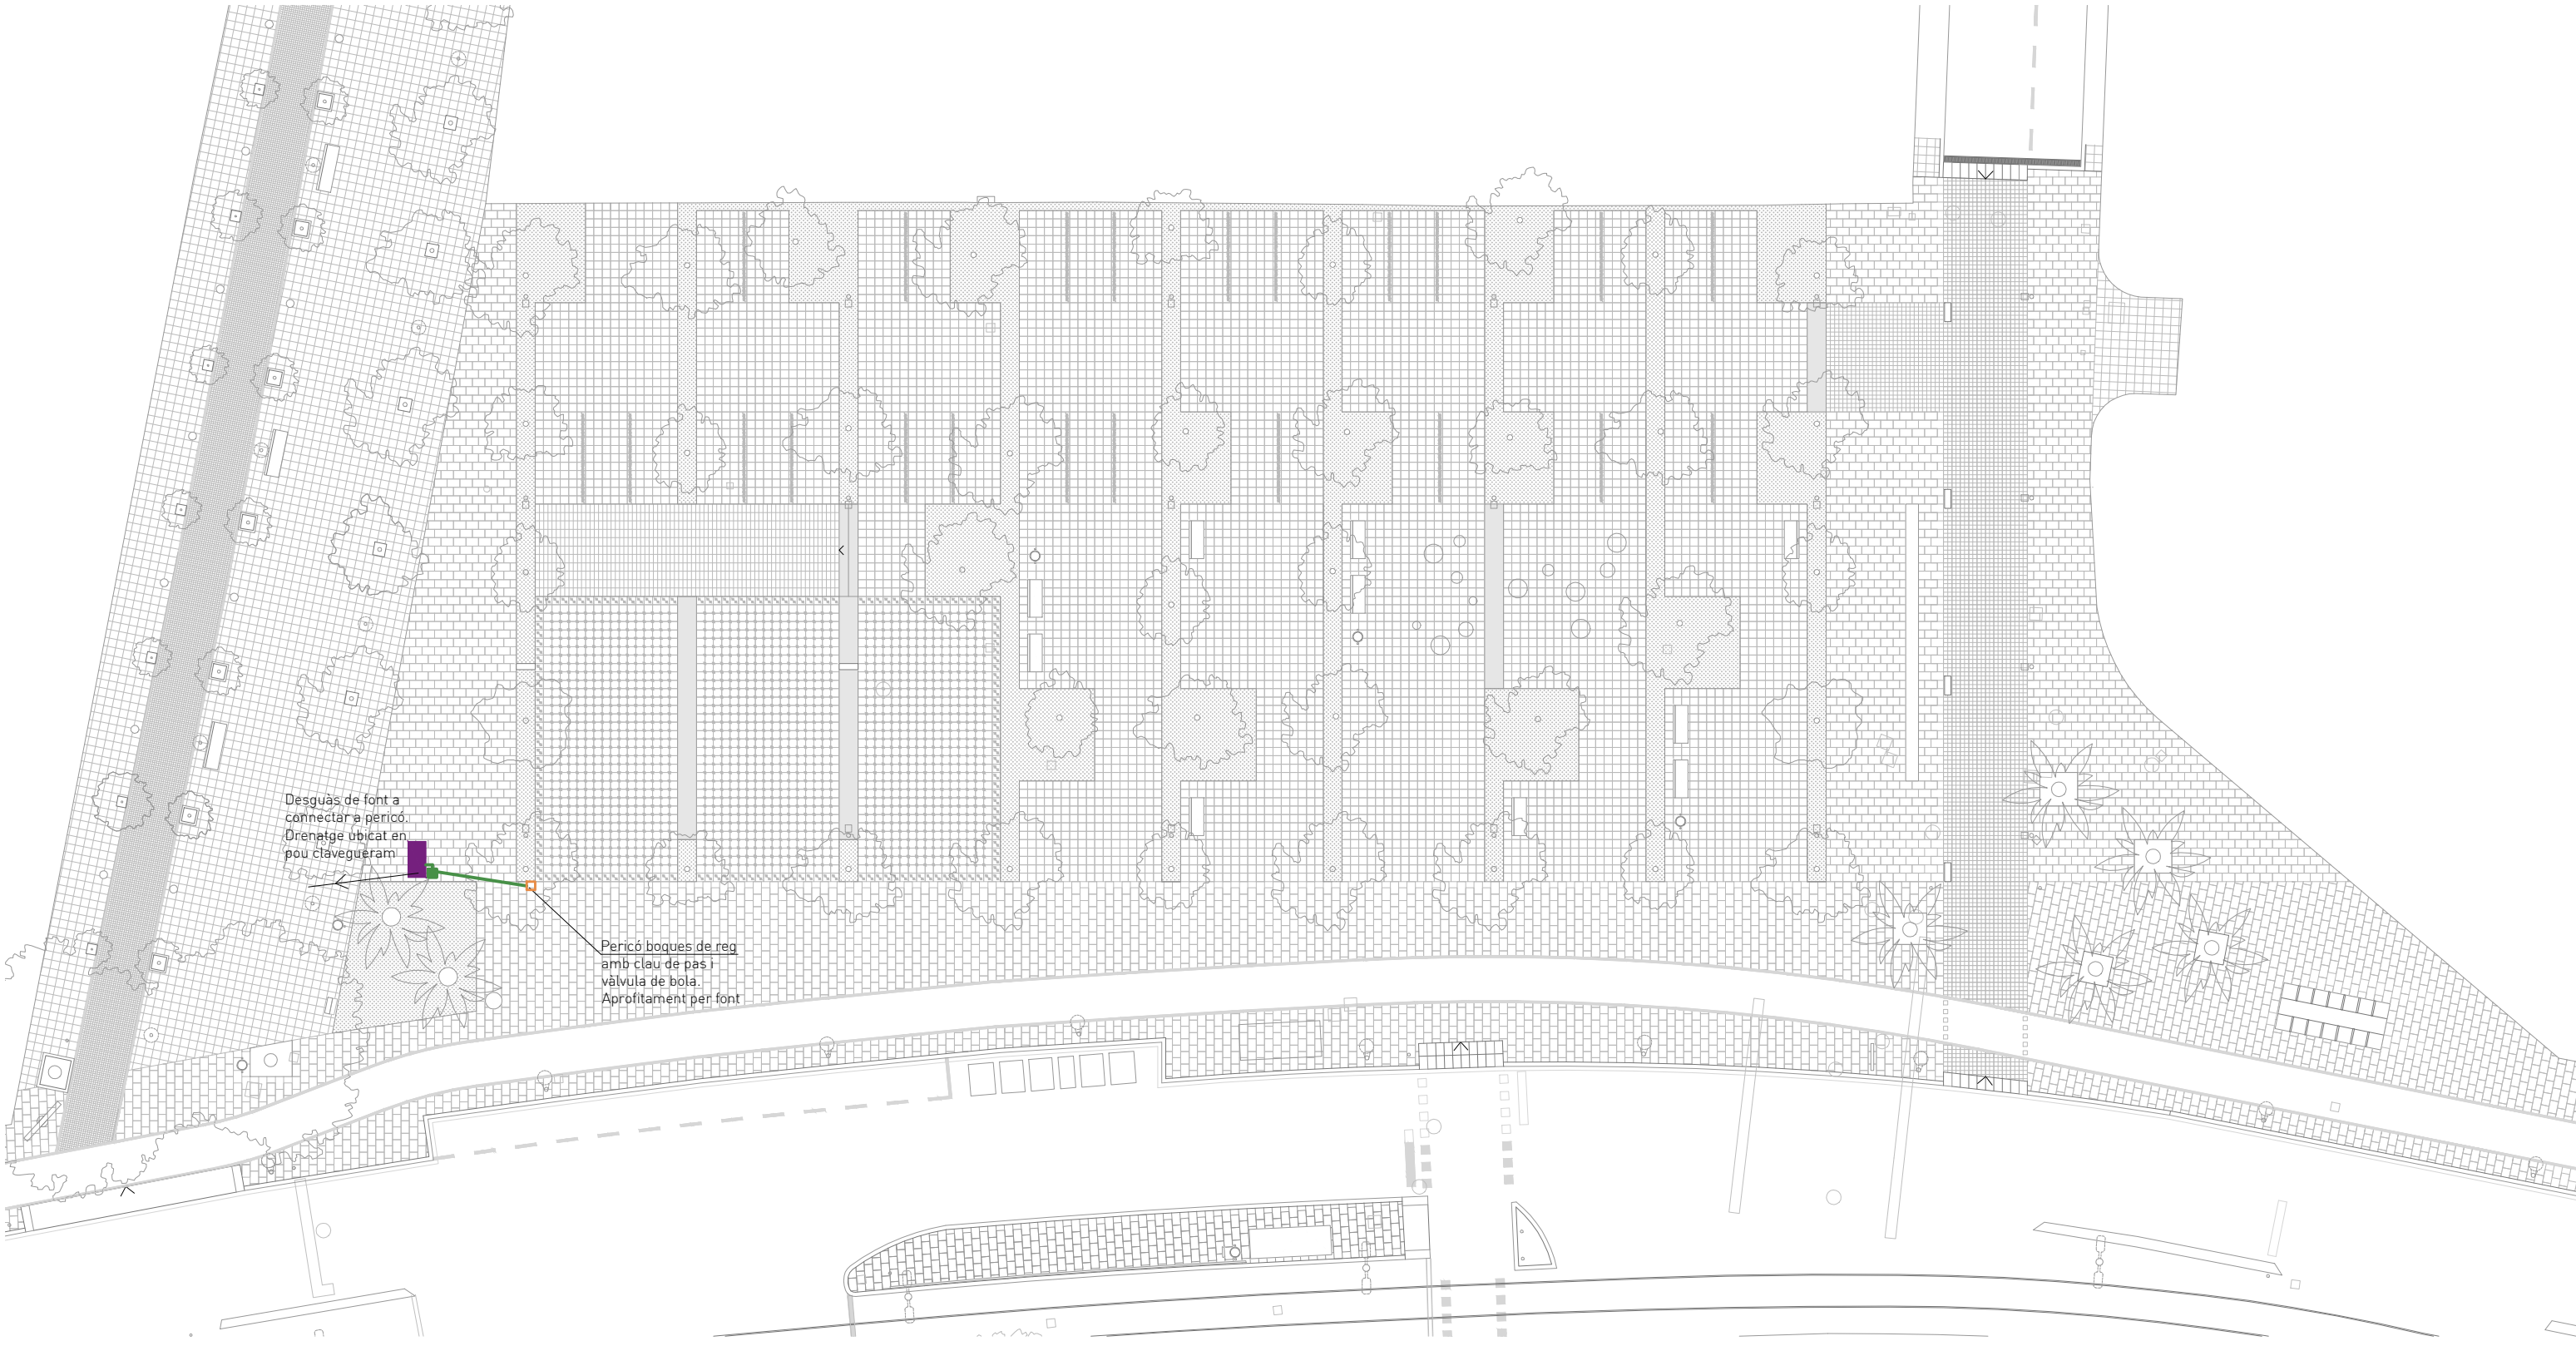 Desguàs de font a
connectar a pericó.
Drenatge ubicat en
pou clavegueram
Pericó boques de reg
amb clau de pas i
vàlvula de bola.
Aprofitament per font